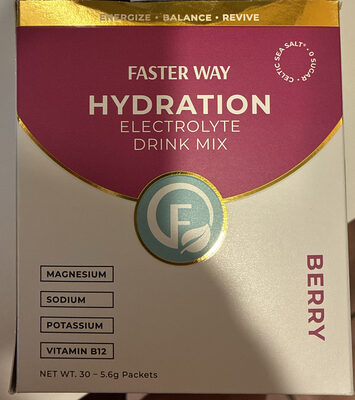 ENERGIZE • BALANCE • REVIVE
FASTER WAY
HYDRATION
ELECTROLYTE
DRINK MIX
CELTIC SEA SALT® • 0 SUGAR •
F
BERRY
MAGNESIUM
SODIUM
POTASSIUM
VITAMIN B12
NET WT. 30 – 5.6g Packets